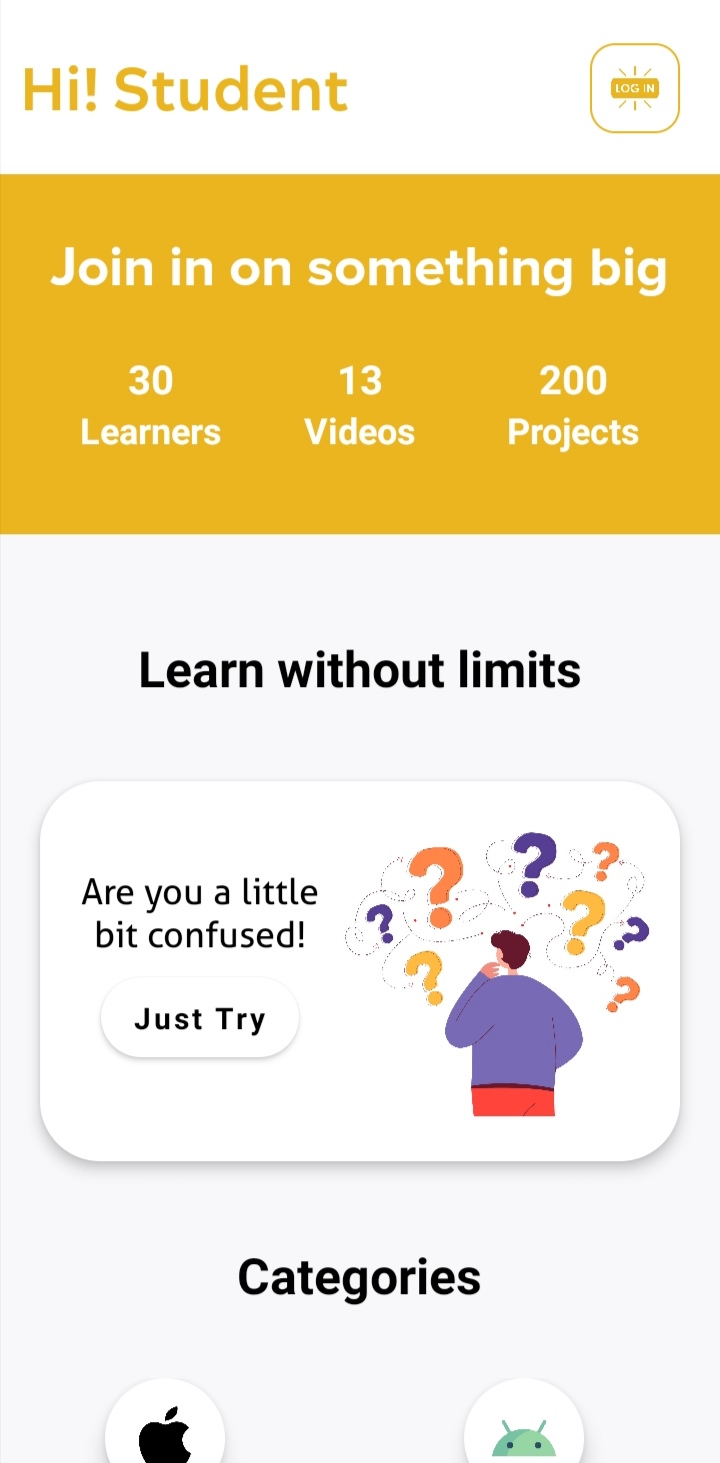 Hi! Student
LOG IN
Join in on something big
30
Learners
13
Videos
200
Projects
Learn without limits
Are you a little
bit confused!
Just Try
Categories